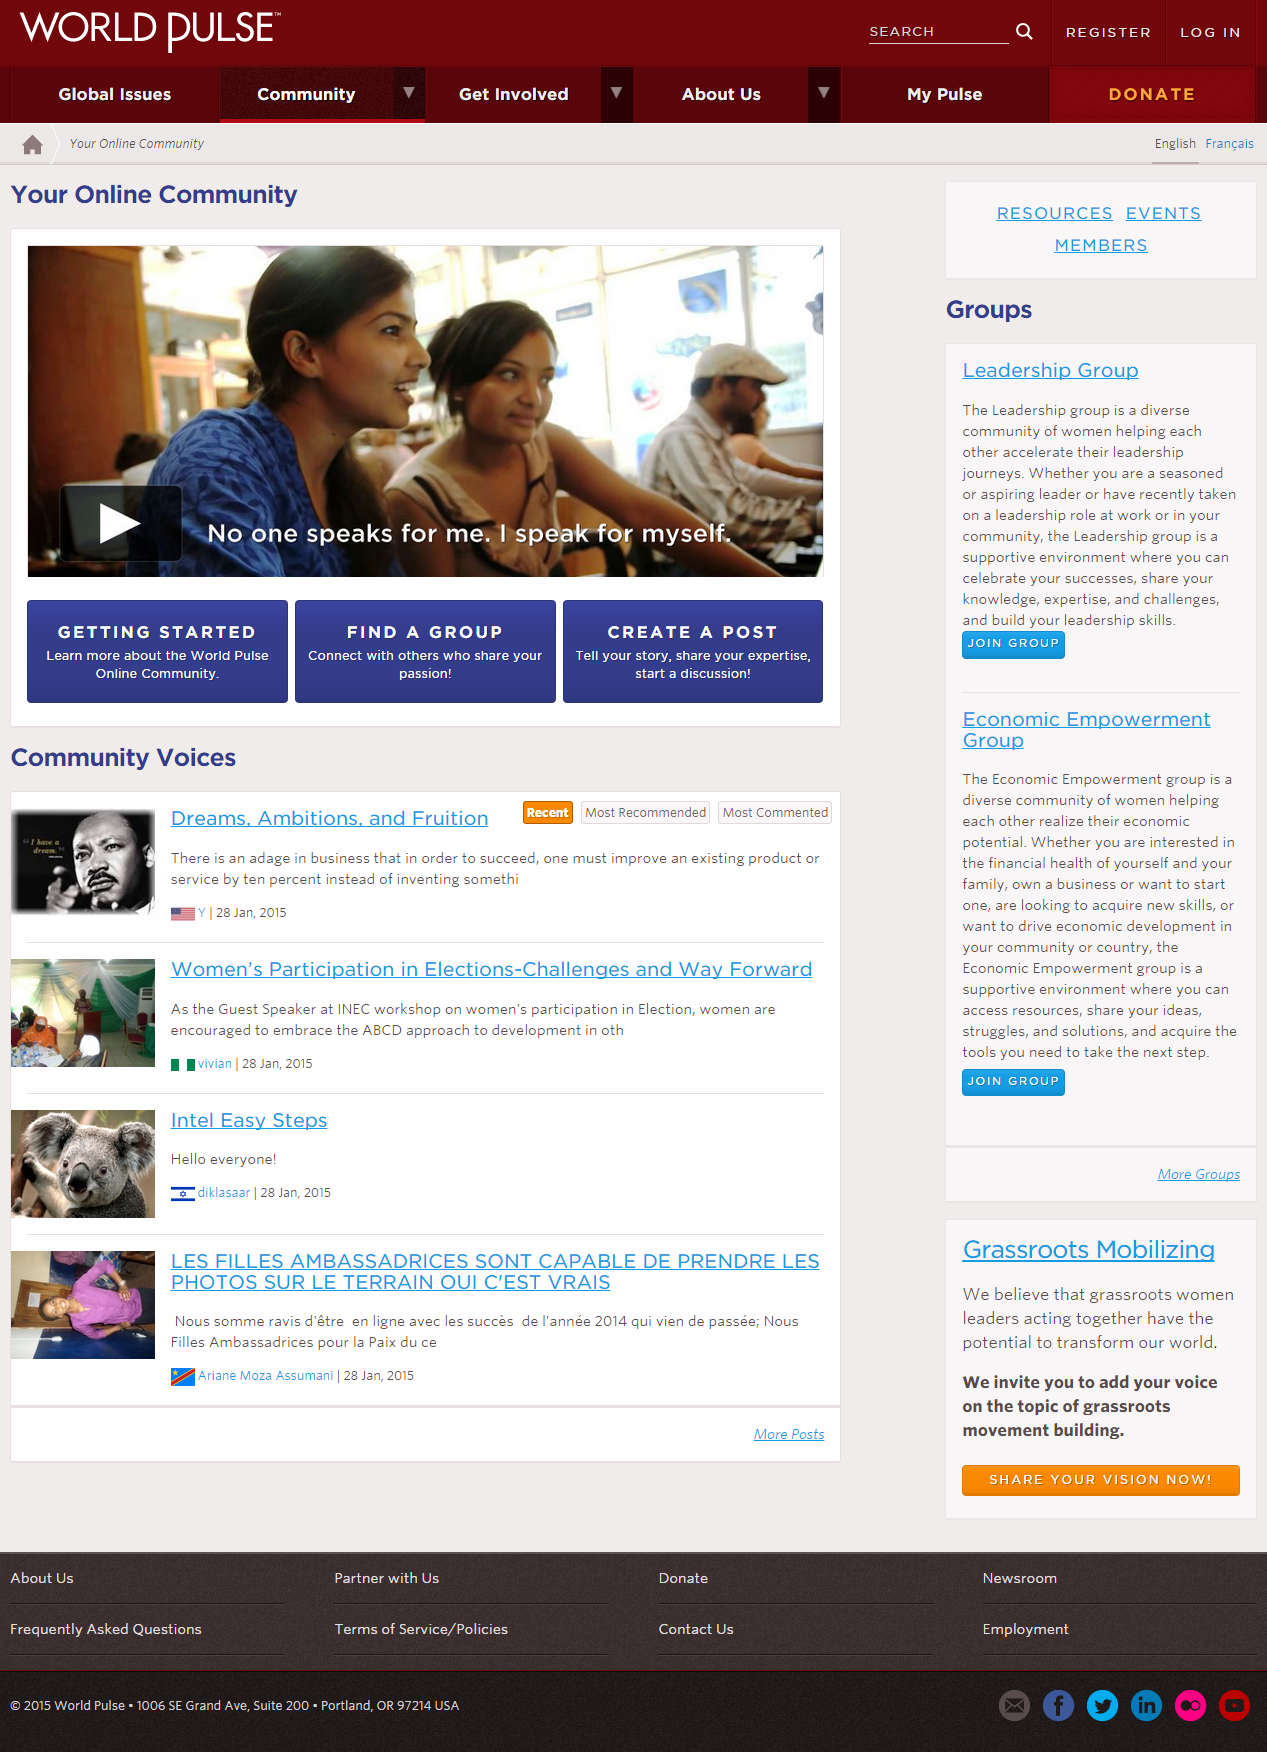 WORLD PULSE™
SEARCH
REGISTER
LOG IN
Global Issues
Community
Get Involved
About Us
My Pulse
DONATE
Your Online Community
English Français
Your Online Community
No one speaks for me. I speak for myself.
GETTING STARTED
Learn more about the World Pulse
Online Community.
FIND A GROUP
Connect with others who share your
passion!
CREATE A POST
Tell your story, share your expertise,
start a discussion!
Community Voices
Recent
Most Recommended
Most Commented
"I have a
dream."
Dreams, Ambitions, and Fruition
There is an adage in business that in order to succeed, one must improve an existing product or
service by ten percent instead of inventing somethi
Y | 28 Jan, 2015
Women's Participation in Elections-Challenges and Way Forward
As the Guest Speaker at INEC workshop on women's participation in Election, women are
encouraged to embrace the ABCD approach to development in oth
vivian | 28 Jan, 2015
Intel Easy Steps
Hello everyone!
diklasaar | 28 Jan, 2015
LES FILLES AMBASSADRICES SONT CAPABLE DE PRENDRE LES
PHOTOS SUR LE TERRAIN OUI C'EST VRAIS
Nous somme ravis d'être en ligne avec les succès de l'année 2014 qui vien de passée; Nous
Filles Ambassadrices pour la Paix du ce
Ariane Moza Assumani | 28 Jan, 2015
More Posts
RESOURCES EVENTS
MEMBERS
Groups
Leadership Group
The Leadership group is a diverse
community of women helping each
other accelerate their leadership
journeys. Whether you are a seasoned
or aspiring leader or have recently taken
on a leadership role at work or in your
community, the Leadership group is a
supportive environment where you can
celebrate your successes, share your
knowledge, expertise, and challenges,
and build your leadership skills.
JOIN GROUP
Economic Empowerment
Group
The Economic Empowerment group is a
diverse community of women helping
each other realize their economic
potential. Whether you are interested in
the financial health of yourself and your
family, own a business or want to start
one, are looking to acquire new skills, or
want to drive economic development in
your community or country, the
Economic Empowerment group is a
supportive environment where you can
access resources, share your ideas,
struggles, and solutions, and acquire the
tools you need to take the next step.
JOIN GROUP
More Groups
Grassroots Mobilizing
We believe that grassroots women
leaders acting together have the
potential to transform our world.
We invite you to add your voice
on the topic of grassroots
movement building.
SHARE YOUR VISION NOW!
About Us
Partner with Us
Donate
Newsroom
Frequently Asked Questions
Terms of Service/Policies
Contact Us
Employment
© 2015 World Pulse • 1006 SE Grand Ave, Suite 200 • Portland, OR 97214 USA